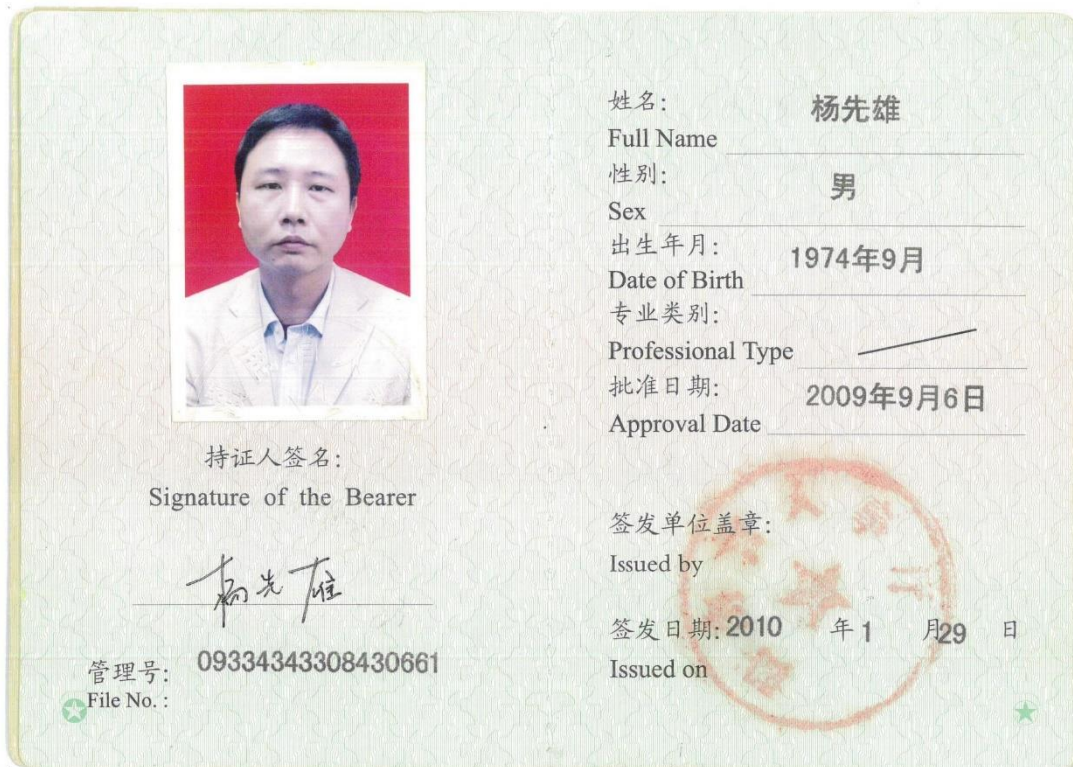 持证人签名:
Signature of the Bearer
杨先雄
管理号: 09334343308430661
File No. :
姓名: 杨先雄
Full Name
性别: 男
Sex
出生年月: 1974年9月
Date of Birth
专业类别:
Professional Type
批准日期: 2009年9月6日
Approval Date
签发单位盖章:
Issued by
签发日期: 2010 年 1 月 29 日
Issued on